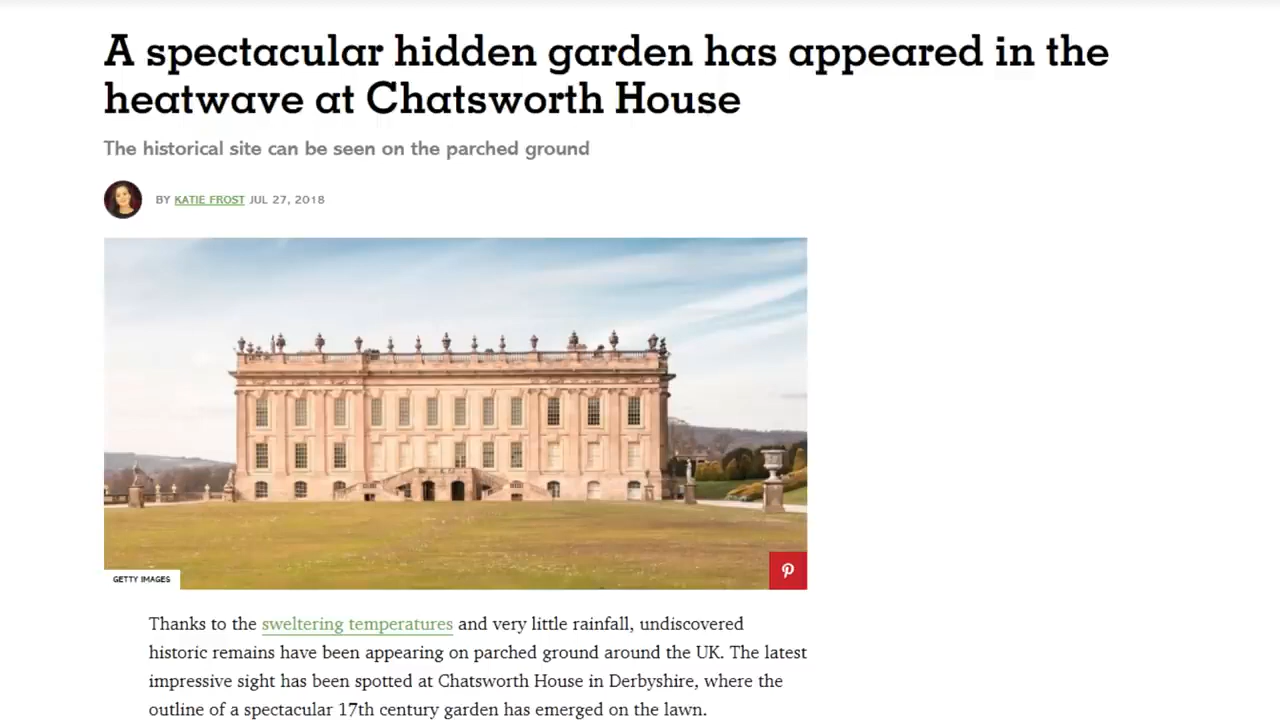 A spectacular hidden garden has appeared in the
heatwave at Chatsworth House
The historical site can be seen on the parched ground
BY KATIE FROST JUL 27, 2018
GETTY IMAGES
Thanks to the sweltering temperatures and very little rainfall, undiscovered
historic remains have been appearing on parched ground around the UK. The latest
impressive sight has been spotted at Chatsworth House in Derbyshire, where the
outline of a spectacular 17th century garden has emerged on the lawn.